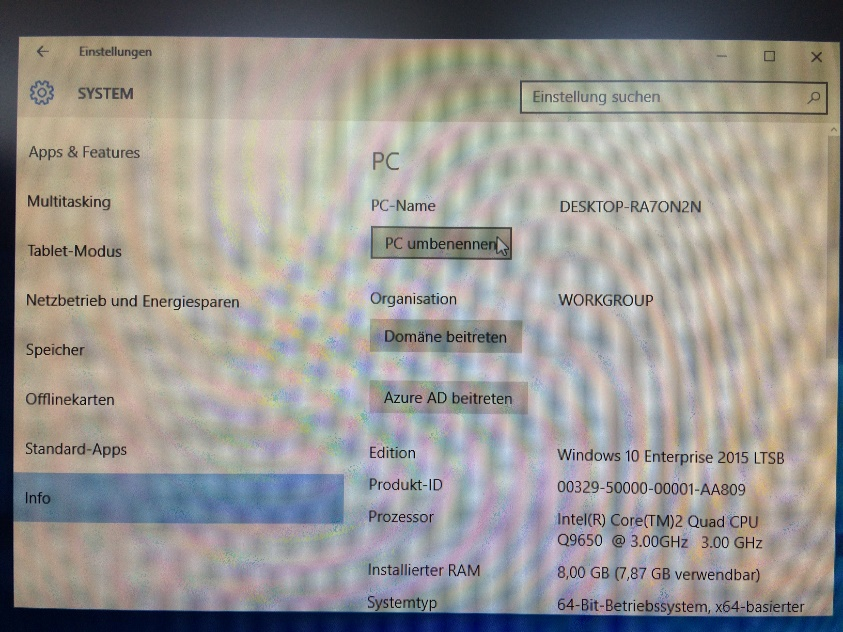 Einstellungen
SYSTEM
Einstellung suchen
Apps & Features
Multitasking
Tablet-Modus
Netzbetrieb und Energiesparen
Speicher
Offlinekarten
Standard-Apps
Info
PC
PC-Name DESKTOP-RA7ON2N
PC umbenennen
Organisation WORKGROUP
Domäne beitreten
Azure AD beitreten
Edition Windows 10 Enterprise 2015 LTSB
Produkt-ID 00329-50000-00001-AA809
Prozessor Intel(R) Core(TM)2 Quad CPU
Q9650 @ 3.00GHz 3.00 GHz
Installierter RAM 8,00 GB (7,87 GB verwendbar)
Systemtyp 64-Bit-Betriebssystem, x64-basierter